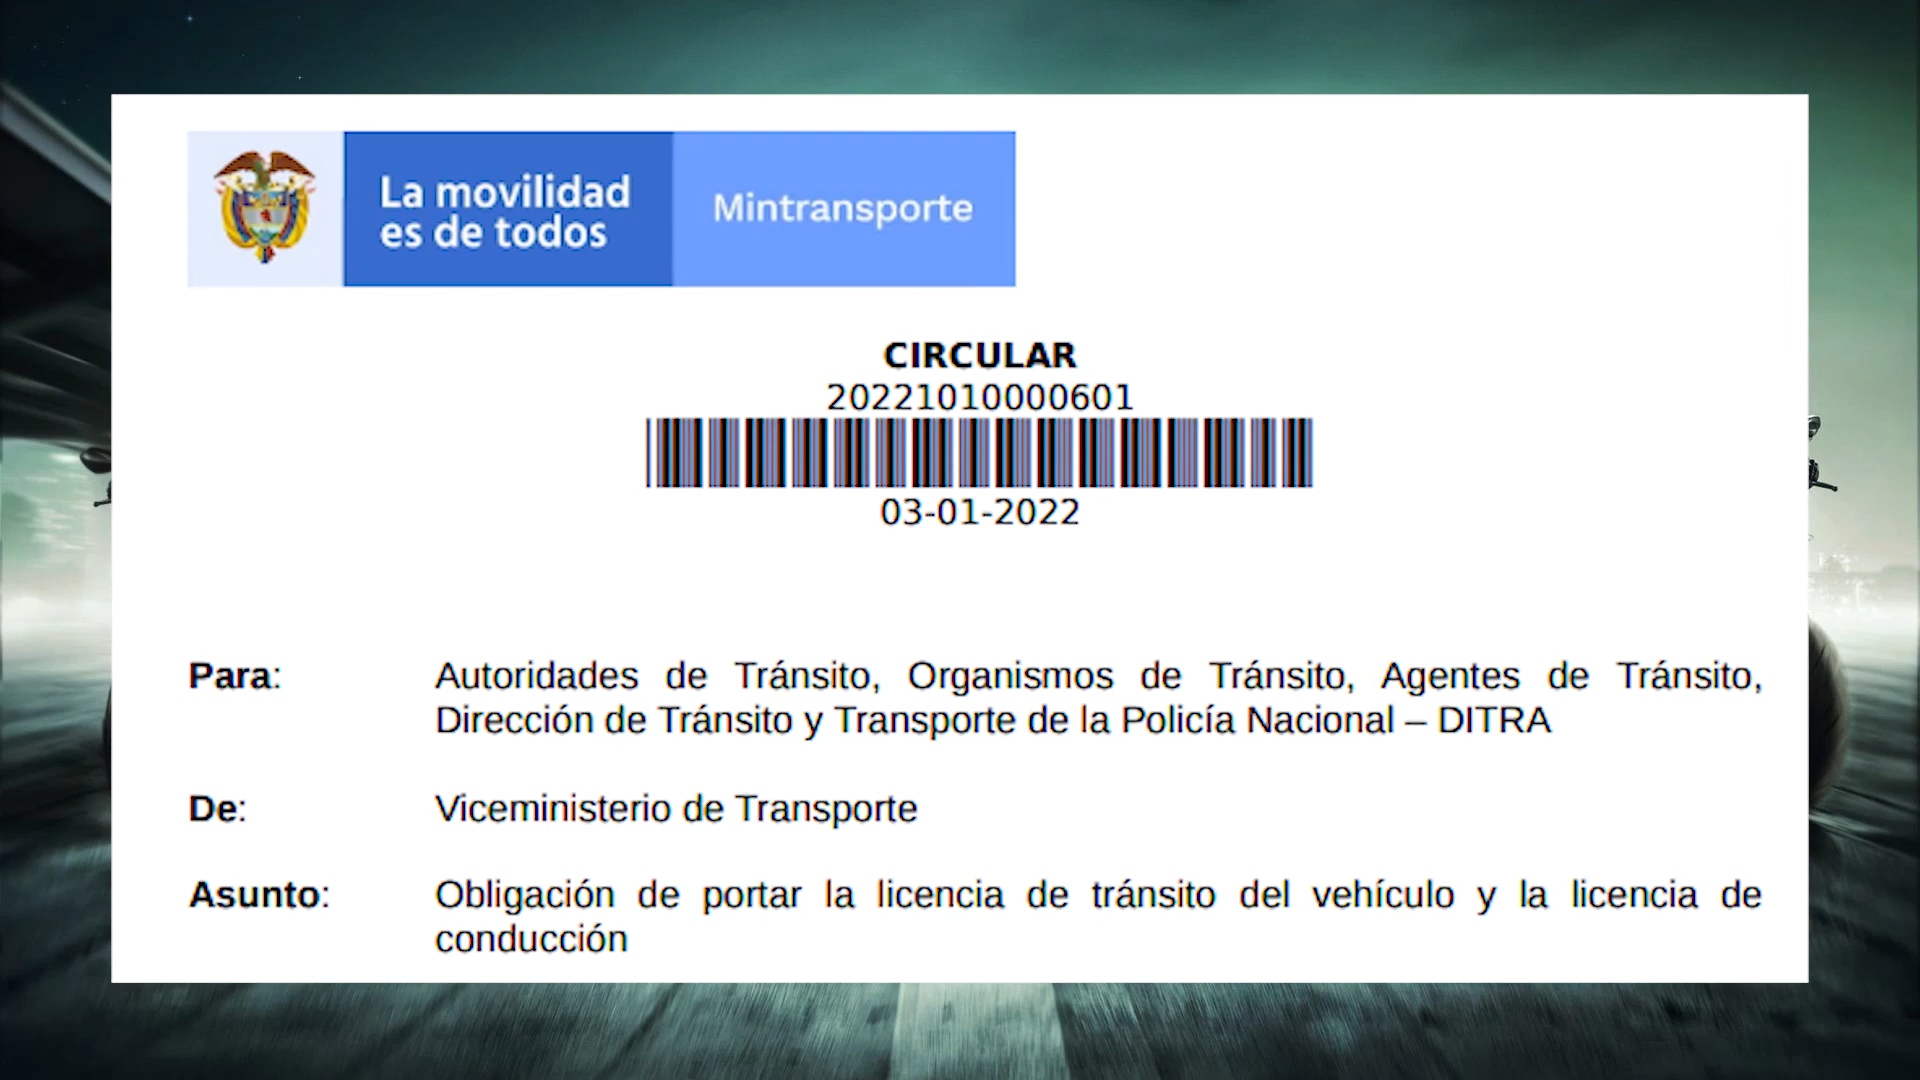 La movilidad
es de todos
Mintransporte
CIRCULAR
20221010000601
03-01-2022
Para: Autoridades de Tránsito, Organismos de Tránsito, Agentes de Tránsito,
Dirección de Tránsito y Transporte de la Policía Nacional – DITRA
De: Viceministerio de Transporte
Asunto: Obligación de portar la licencia de tránsito del vehículo y la licencia de
conducción